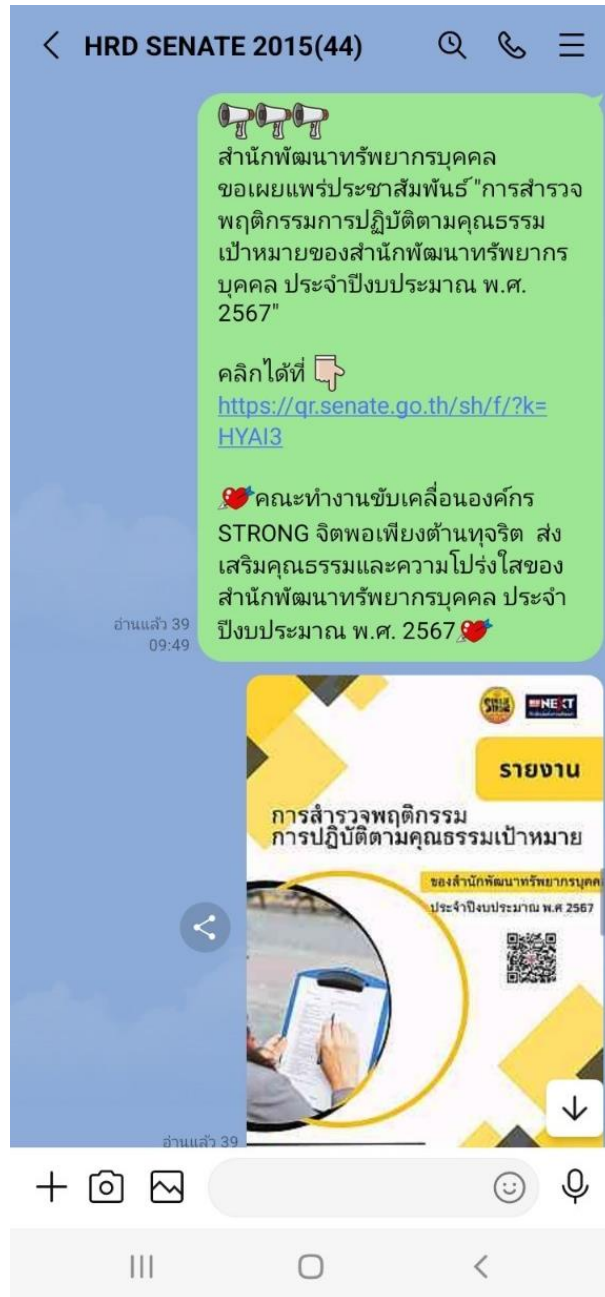 HRD SENATE 2015(44)
สำนักพัฒนาทรัพยากรบุคคล
ขอเผยแพร่ประชาสัมพันธ์ "การสำรวจ
พฤติกรรมการปฏิบัติตามคุณธรรม
เป้าหมายของสำนักพัฒนาทรัพยากร
บุคคล ประจำปีงบประมาณ พ.ศ.
2567"
คลิกได้ที่
https://qr.senate.go.th/sh/f/?k=
HYAI3
คณะทำงานขับเคลื่อนองค์กร
STRONG จิตพอเพียงต้านทุจริต ส่ง
เสริมคุณธรรมและความโปร่งใสของ
สำนักพัฒนาทรัพยากรบุคคล ประจำ
ปีงบประมาณ พ.ศ. 2567
อ่านแล้ว 39
09:49
NEXT
รายงาน
การสำรวจพฤติกรรม
การปฏิบัติตามคุณธรรมเป้าหมาย
ของสำนักพัฒนาทรัพยากรบุคค
ประจำปีงบประมาณ พ.ศ 2567
อ่านแล้ว 39